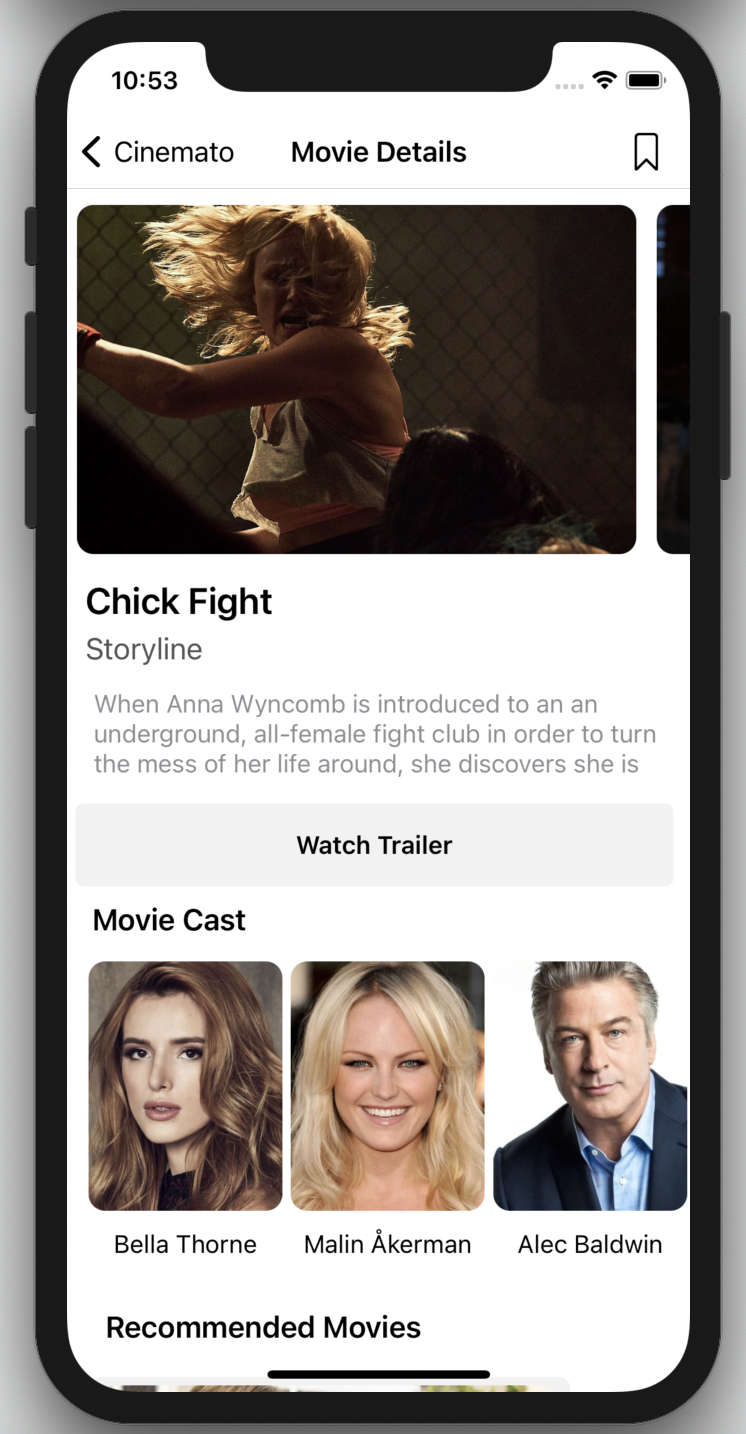 10:53
Cinemato
Movie Details
Chick Fight
Storyline
When Anna Wyncomb is introduced to an an
underground, all-female fight club in order to turn
the mess of her life around, she discovers she is
Watch Trailer
Movie Cast
Bella Thorne
Malin Åkerman
Alec Baldwin
Recommended Movies